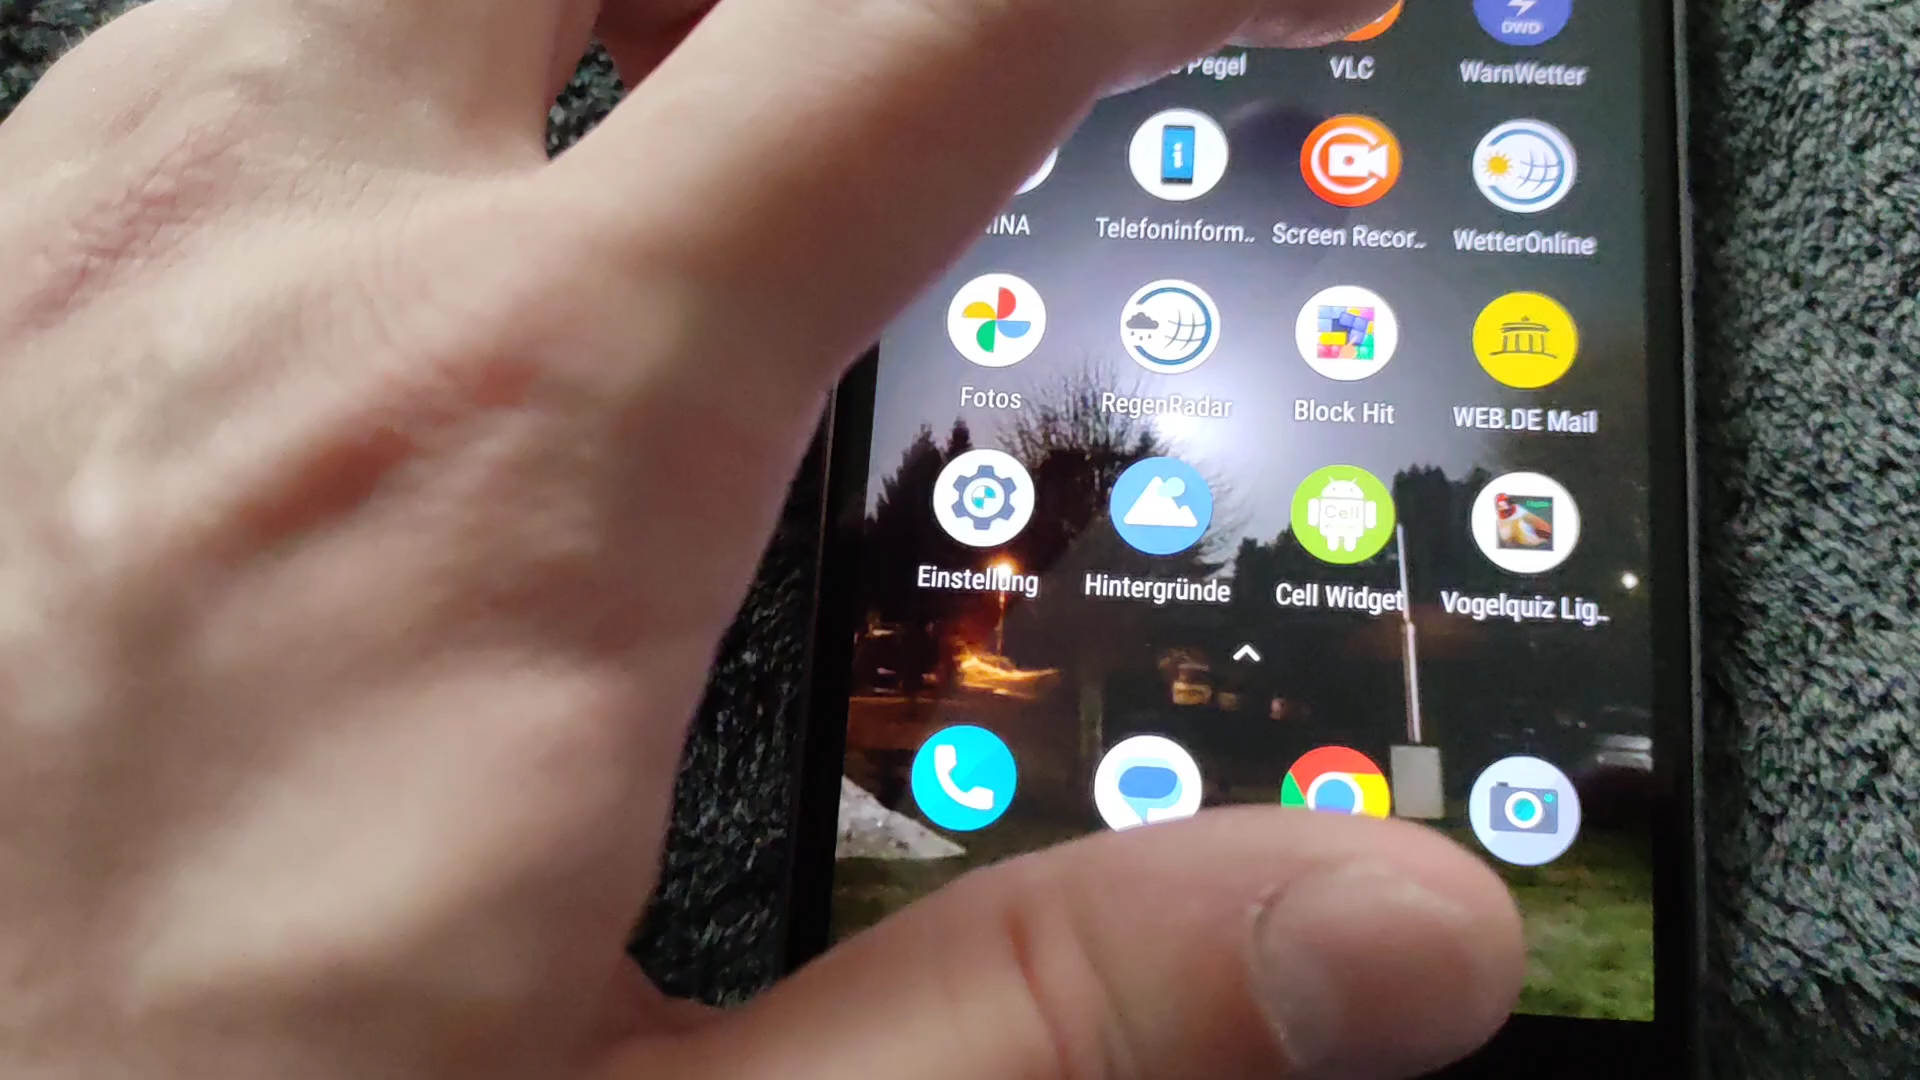 DWD
Pegel
VLC
WarnWetter
INA
Telefoninform..
Screen Recor..
WetterOnline
Fotos
RegenRadar
Block Hit
WEB.DE Mail
Cell
Einstellung
Hintergründe
Cell Widget
Vogelquiz Lig..